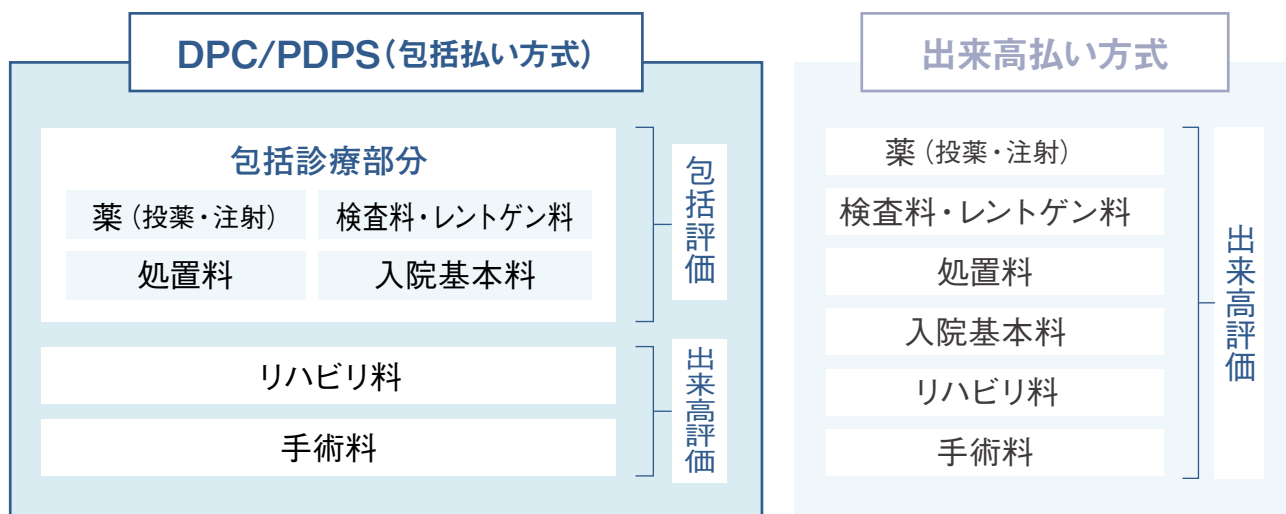 DPC/PDPS(包括払い方式)
包括診療部分
薬（投薬・注射）
検査料・レントゲン料
処置料
入院基本料
包括評価
リハビリ料
手術料
出来高評価
出来高払い方式
薬（投薬・注射）
検査料・レントゲン料
処置料
入院基本料
リハビリ料
手術料
出来高評価